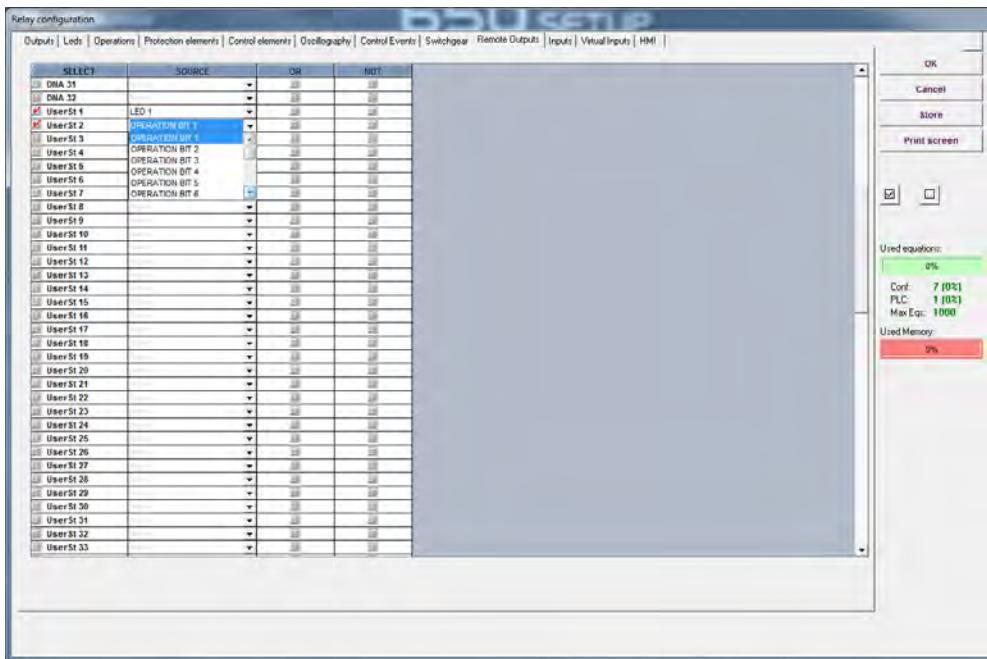 Relay configuration
650 SETUP
Outputs Leds Operations Protection elements Control elements Oscillography Control Events Switchgear Remote Outputs Inputs Virtual Inputs HMI
SELECT SOURCE OR NOT
DNA 31
DNA 32
UserSt 1 LED 1
UserSt 2 OPERATION BIT 1
UserSt 3 OPERATION BIT 1
UserSt 4 OPERATION BIT 2
OPERATION BIT 3
UserSt 5
OPERATION BIT 4
UserSt 6
OPERATION BIT 5
UserSt 7 OPERATION BIT 6
UserSt 8
UserSt 9
UserSt 10
UserSt 11
UserSt 12
UserSt 13
UserSt 14
UserSt 15
UserSt 16
UserSt 17
UserSt 18
UserSt 19
UserSt 20
UserSt 21
UserSt 22
UserSt 23
UserSt 24
UserSt 25
UserSt 26
UserSt 27
UserSt 28
UserSt 29
UserSt 30
UserSt 31
UserSt 32
UserSt 33
OK
Cancel
Store
Print screen
Used equations:
0%
Conf: 7 (0%)
PLC: 1 (0%)
Max Eqs: 1000
Used Memory:
0%